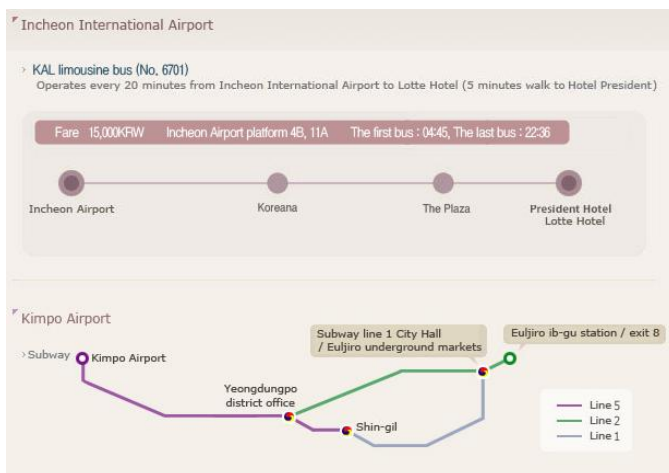 Incheon International Airport
› KAL limousine bus (No, 6701)
Operates every 20 minutes from Incheon International Airport to Lotte Hotel (5 minutes walk to Hotel President)
Fare 15,000KRW Incheon Airport platform 4B, 11A The first bus : 04:45, The last bus : 22:36
Incheon Airport
Koreana
The Plaza
President Hotel
Lotte Hotel
Kimpo Airport
› Subway
Kimpo Airport
Yeongdungpo
district office
Shin-gil
Subway line 1 City Hall
/ Euljiro underground markets
Euljiro ib-gu station / exit 8
Line 5
Line 2
Line 1